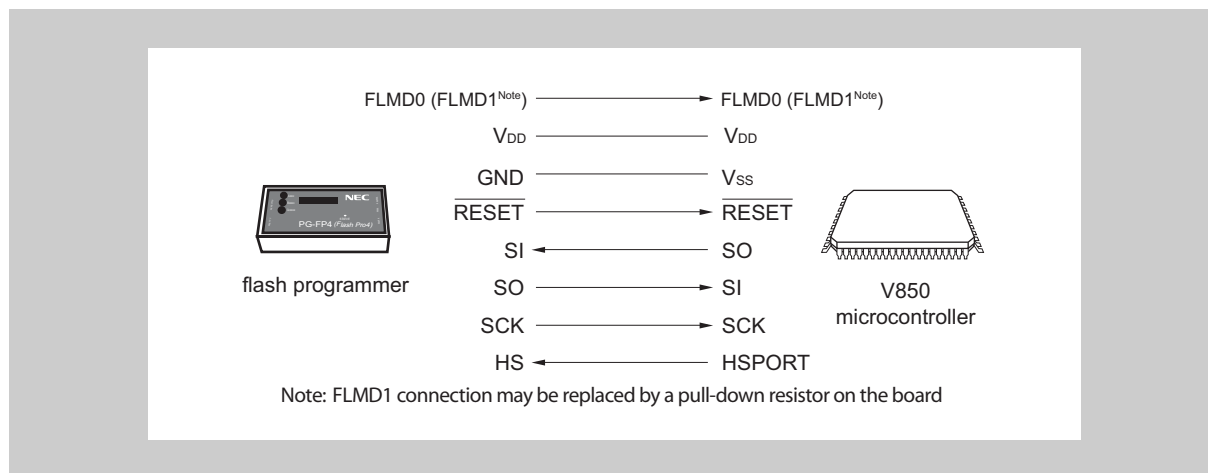 FLMD0 (FLMD1Note) FLMD0 (FLMD1Note)
VDD VDD
GND VSS
RESET RESET
SI SO
SO SI
SCK SCK
HS HSPORT
NEC
PG-FP4 (Flash Pro4)
flash programmer
V850
microcontroller
Note: FLMD1 connection may be replaced by a pull-down resistor on the board